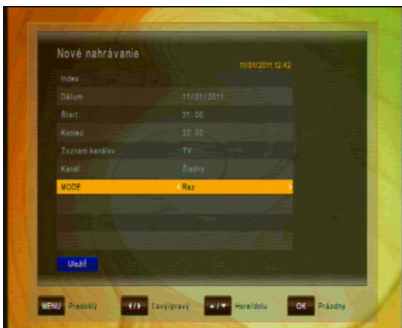 Nové nahrávanie
11/01/2011 12:42
Index
Dátum 11/01/2011
Štart 21:00
Koniec 22:00
Zoznam kanálov TV
Kanál Žiadny
MODE Raz
Uložiť
MENU Predošlý Ľavý/pravý Hore/dolu OK Prázdny